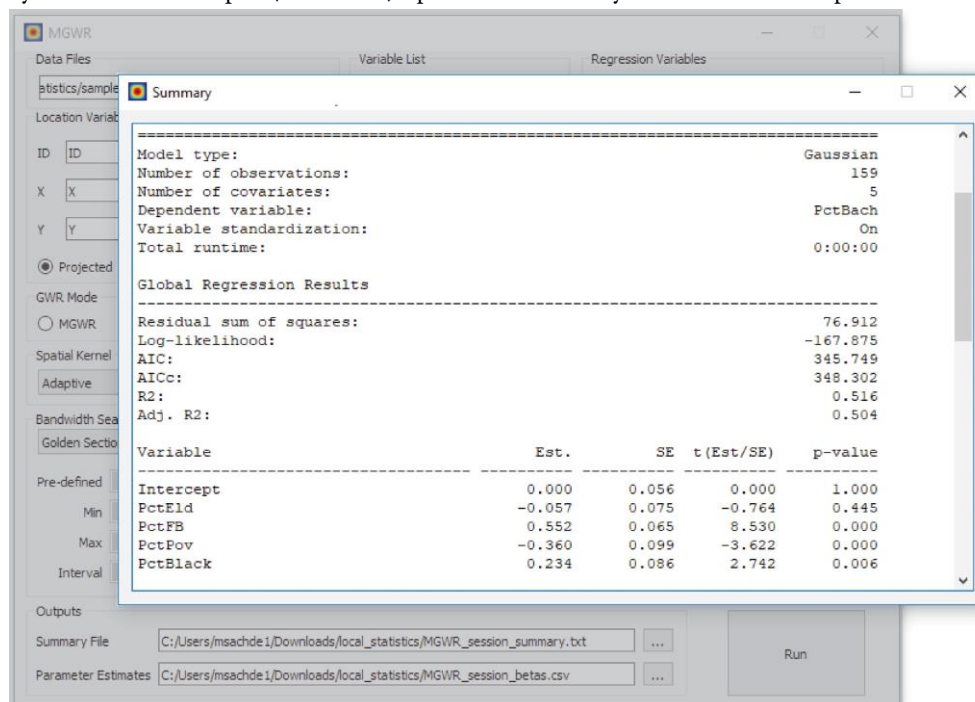 MGWR
Data Files Variable List Regression Variables
atistics/sample
Summary
Location Variab
ID ID
X X
Y Y
Projected
GWR Mode
MGWR
Spatial Kernel
Adaptive
Bandwidth Sea
Golden Sectio
Pre-defined
Min
Max
Interval
================================================================================
Model type: Gaussian
Number of observations: 159
Number of covariates: 5
Dependent variable: PctBach
Variable standardization: On
Total runtime: 0:00:00
Global Regression Results
--------------------------------------------------------------------------------
Residual sum of squares: 76.912
Log-likelihood: -167.875
AIC: 345.749
AICc: 348.302
R2: 0.516
Adj. R2: 0.504
Variable Est. SE t(Est/SE) p-value
----------------------------------- ---------- ---------- ---------- ----------
Intercept 0.000 0.056 0.000 1.000
PctEld -0.057 0.075 -0.764 0.445
PctFB 0.552 0.065 8.530 0.000
PctPov -0.360 0.099 -3.622 0.000
PctBlack 0.234 0.086 2.742 0.006
Outputs
Summary File C:/Users/msachde1/Downloads/local_statistics/MGWR_session_summary.txt ...
Parameter Estimates C:/Users/msachde1/Downloads/local_statistics/MGWR_session_betas.csv ...
Run